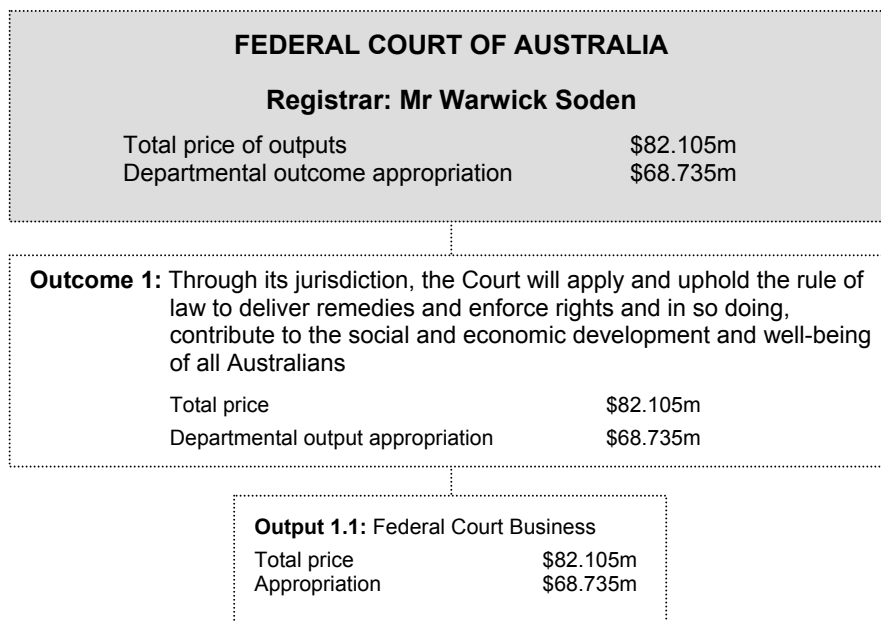 FEDERAL COURT OF AUSTRALIA
Registrar: Mr Warwick Soden
Total price of outputs $82.105m
Departmental outcome appropriation $68.735m
Outcome 1: Through its jurisdiction, the Court will apply and uphold the rule of
law to deliver remedies and enforce rights and in so doing,
contribute to the social and economic development and well-being
of all Australians
Total price $82.105m
Departmental output appropriation $68.735m
Output 1.1: Federal Court Business
Total price $82.105m
Appropriation $68.735m